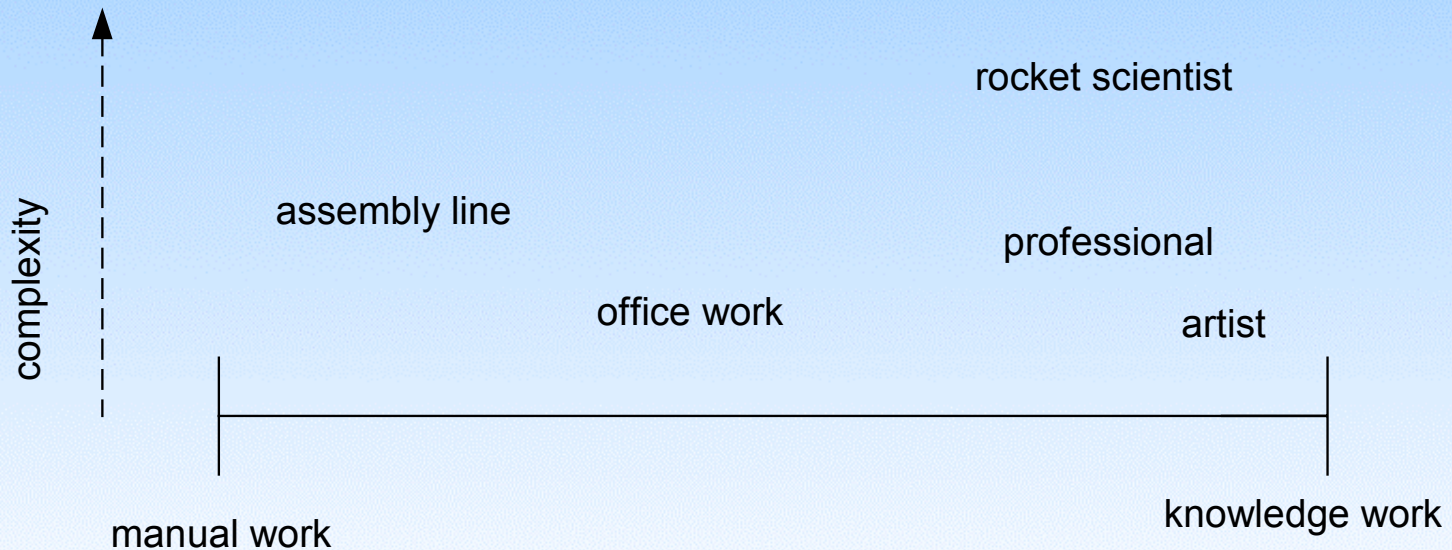 rocket scientist
assembly line
complexity
professional
office work
artist
knowledge work
manual work